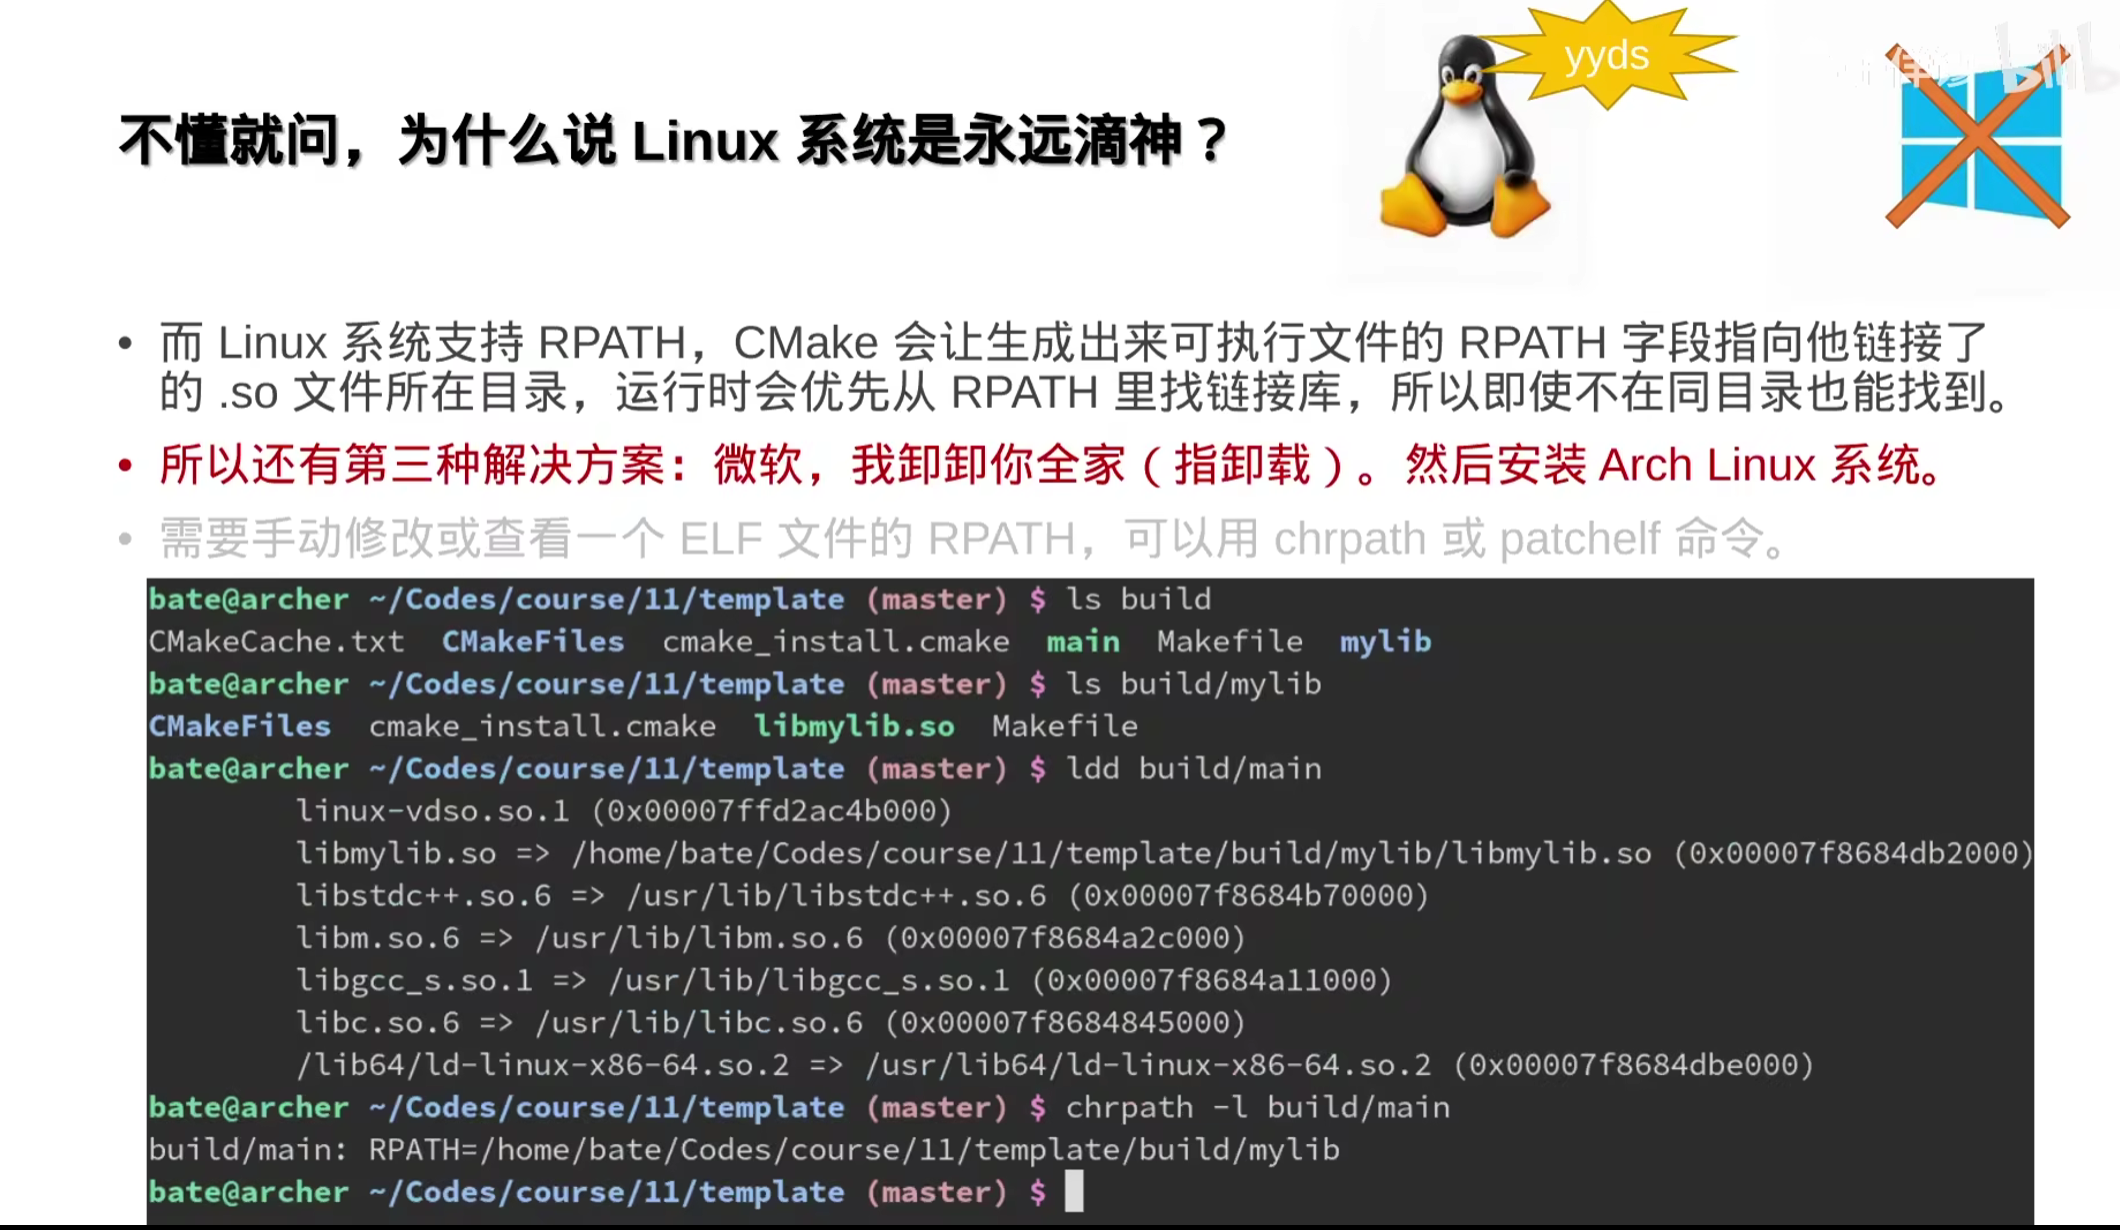 yyds
不懂就问，为什么说 Linux 系统是永远滴神？
• 而 Linux 系统支持 RPATH，CMake 会让生成出来可执行文件的 RPATH 字段指向他链接了
的 .so 文件所在目录，运行时会优先从 RPATH 里找链接库，所以即使不在同目录也能找到。
• 所以还有第三种解决方案：微软，我卸卸你全家（指卸载）。然后安装 Arch Linux 系统。
• 需要手动修改或查看一个 ELF 文件的 RPATH，可以用 chrpath 或 patchelf 命令。
bate@archer ~/Codes/course/11/template (master) $ ls build
CMakeCache.txt  CMakeFiles  cmake_install.cmake  main  Makefile  mylib
bate@archer ~/Codes/course/11/template (master) $ ls build/mylib
CMakeFiles  cmake_install.cmake  libmylib.so  Makefile
bate@archer ~/Codes/course/11/template (master) $ ldd build/main
linux-vdso.so.1 (0x00007ffd2ac4b000)
libmylib.so => /home/bate/Codes/course/11/template/build/mylib/libmylib.so (0x00007f8684db2000)
libstdc++.so.6 => /usr/lib/libstdc++.so.6 (0x00007f8684b70000)
libm.so.6 => /usr/lib/libm.so.6 (0x00007f8684a2c000)
libgcc_s.so.1 => /usr/lib/libgcc_s.so.1 (0x00007f8684a11000)
libc.so.6 => /usr/lib/libc.so.6 (0x00007f8684845000)
/lib64/ld-linux-x86-64.so.2 => /usr/lib64/ld-linux-x86-64.so.2 (0x00007f8684dbe000)
bate@archer ~/Codes/course/11/template (master) $ chrpath -l build/main
build/main: RPATH=/home/bate/Codes/course/11/template/build/mylib
bate@archer ~/Codes/course/11/template (master) $